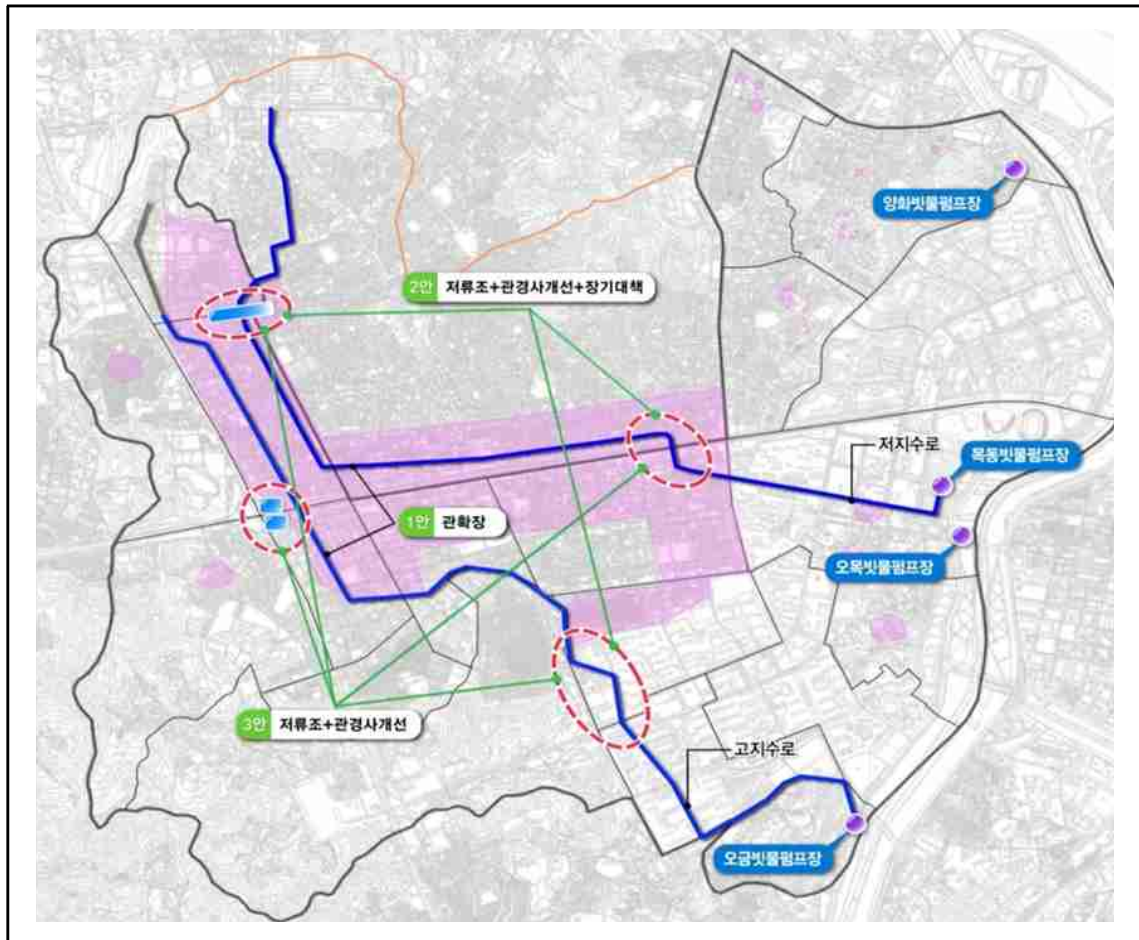 양화빗물펌프장
2안 저류조+관경사개선+장기대책
저지수로
목동빗물펌프장
1안 관확장
오목빗물펌프장
3안 저류조+관경사개선
고지수로
오금빗물펌프장